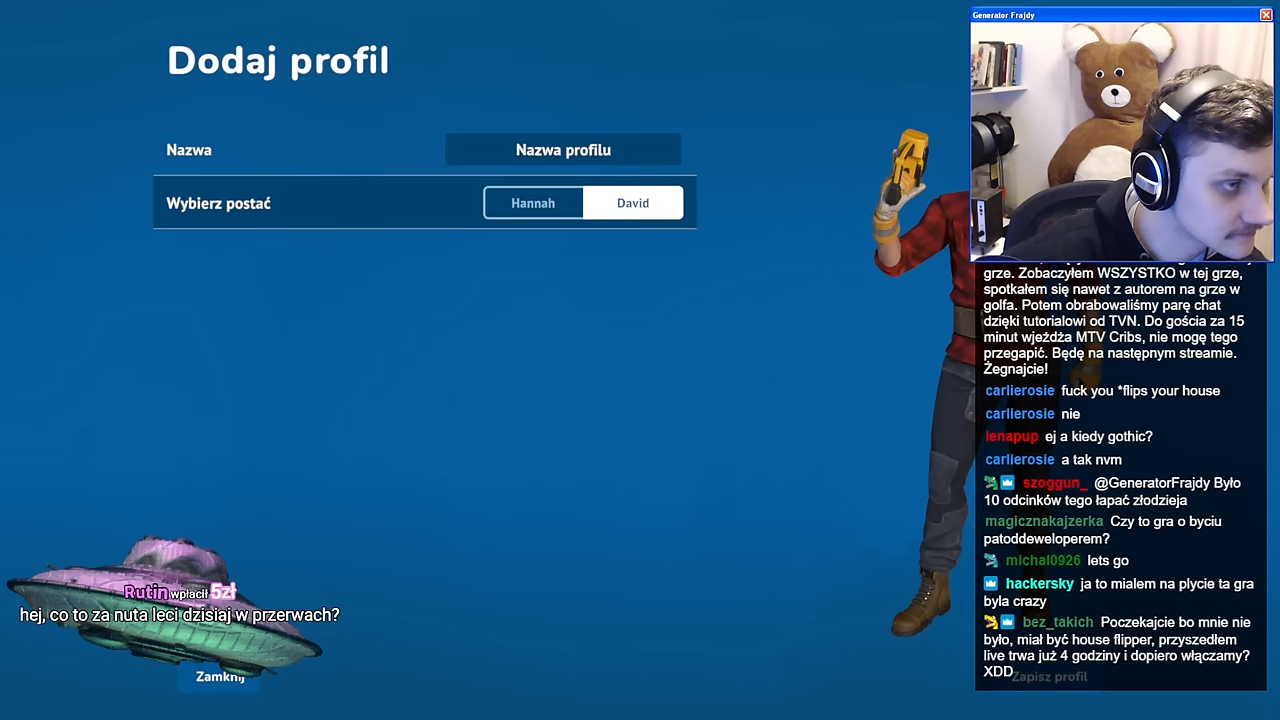 Generator Frajdy
Dodaj profil
Nazwa
Nazwa profilu
Wybierz postać
Hannah
David
grze. Zobaczyłem WSZYSTKO w tej grze,
spotkałem się nawet z autorem na grze w
golfa. Potem obrabowaliśmy parę chat
dzięki tutorialowi od TVN. Do gościa za 15
minut wjeżdża MTV Cribs, nie mogę tego
przegapić. Będę na następnym streamie.
Żegnajcie!
carlierosie fuck you *flips your house
carlierosie nie
lenapup ej a kiedy gothic?
carlierosie a tak nvm
szoggun_ @GeneratorFrajdy Było
10 odcinków tego łapać złodzieja
magicznakajzerka Czy to gra o byciu
patoddeweloperem?
michal0926 lets go
hackersky ja to mialem na plycie ta gra
byla crazy
bez_takich Poczekajcie bo mnie nie
było, miał być house flipper, przyszedłem
live trwa już 4 godziny i dopiero włączamy?
XDD
Rutin wpłacił 5zł
hej, co to za nuta leci dzisiaj w przerwach?
Zamknij
Zapisz profil